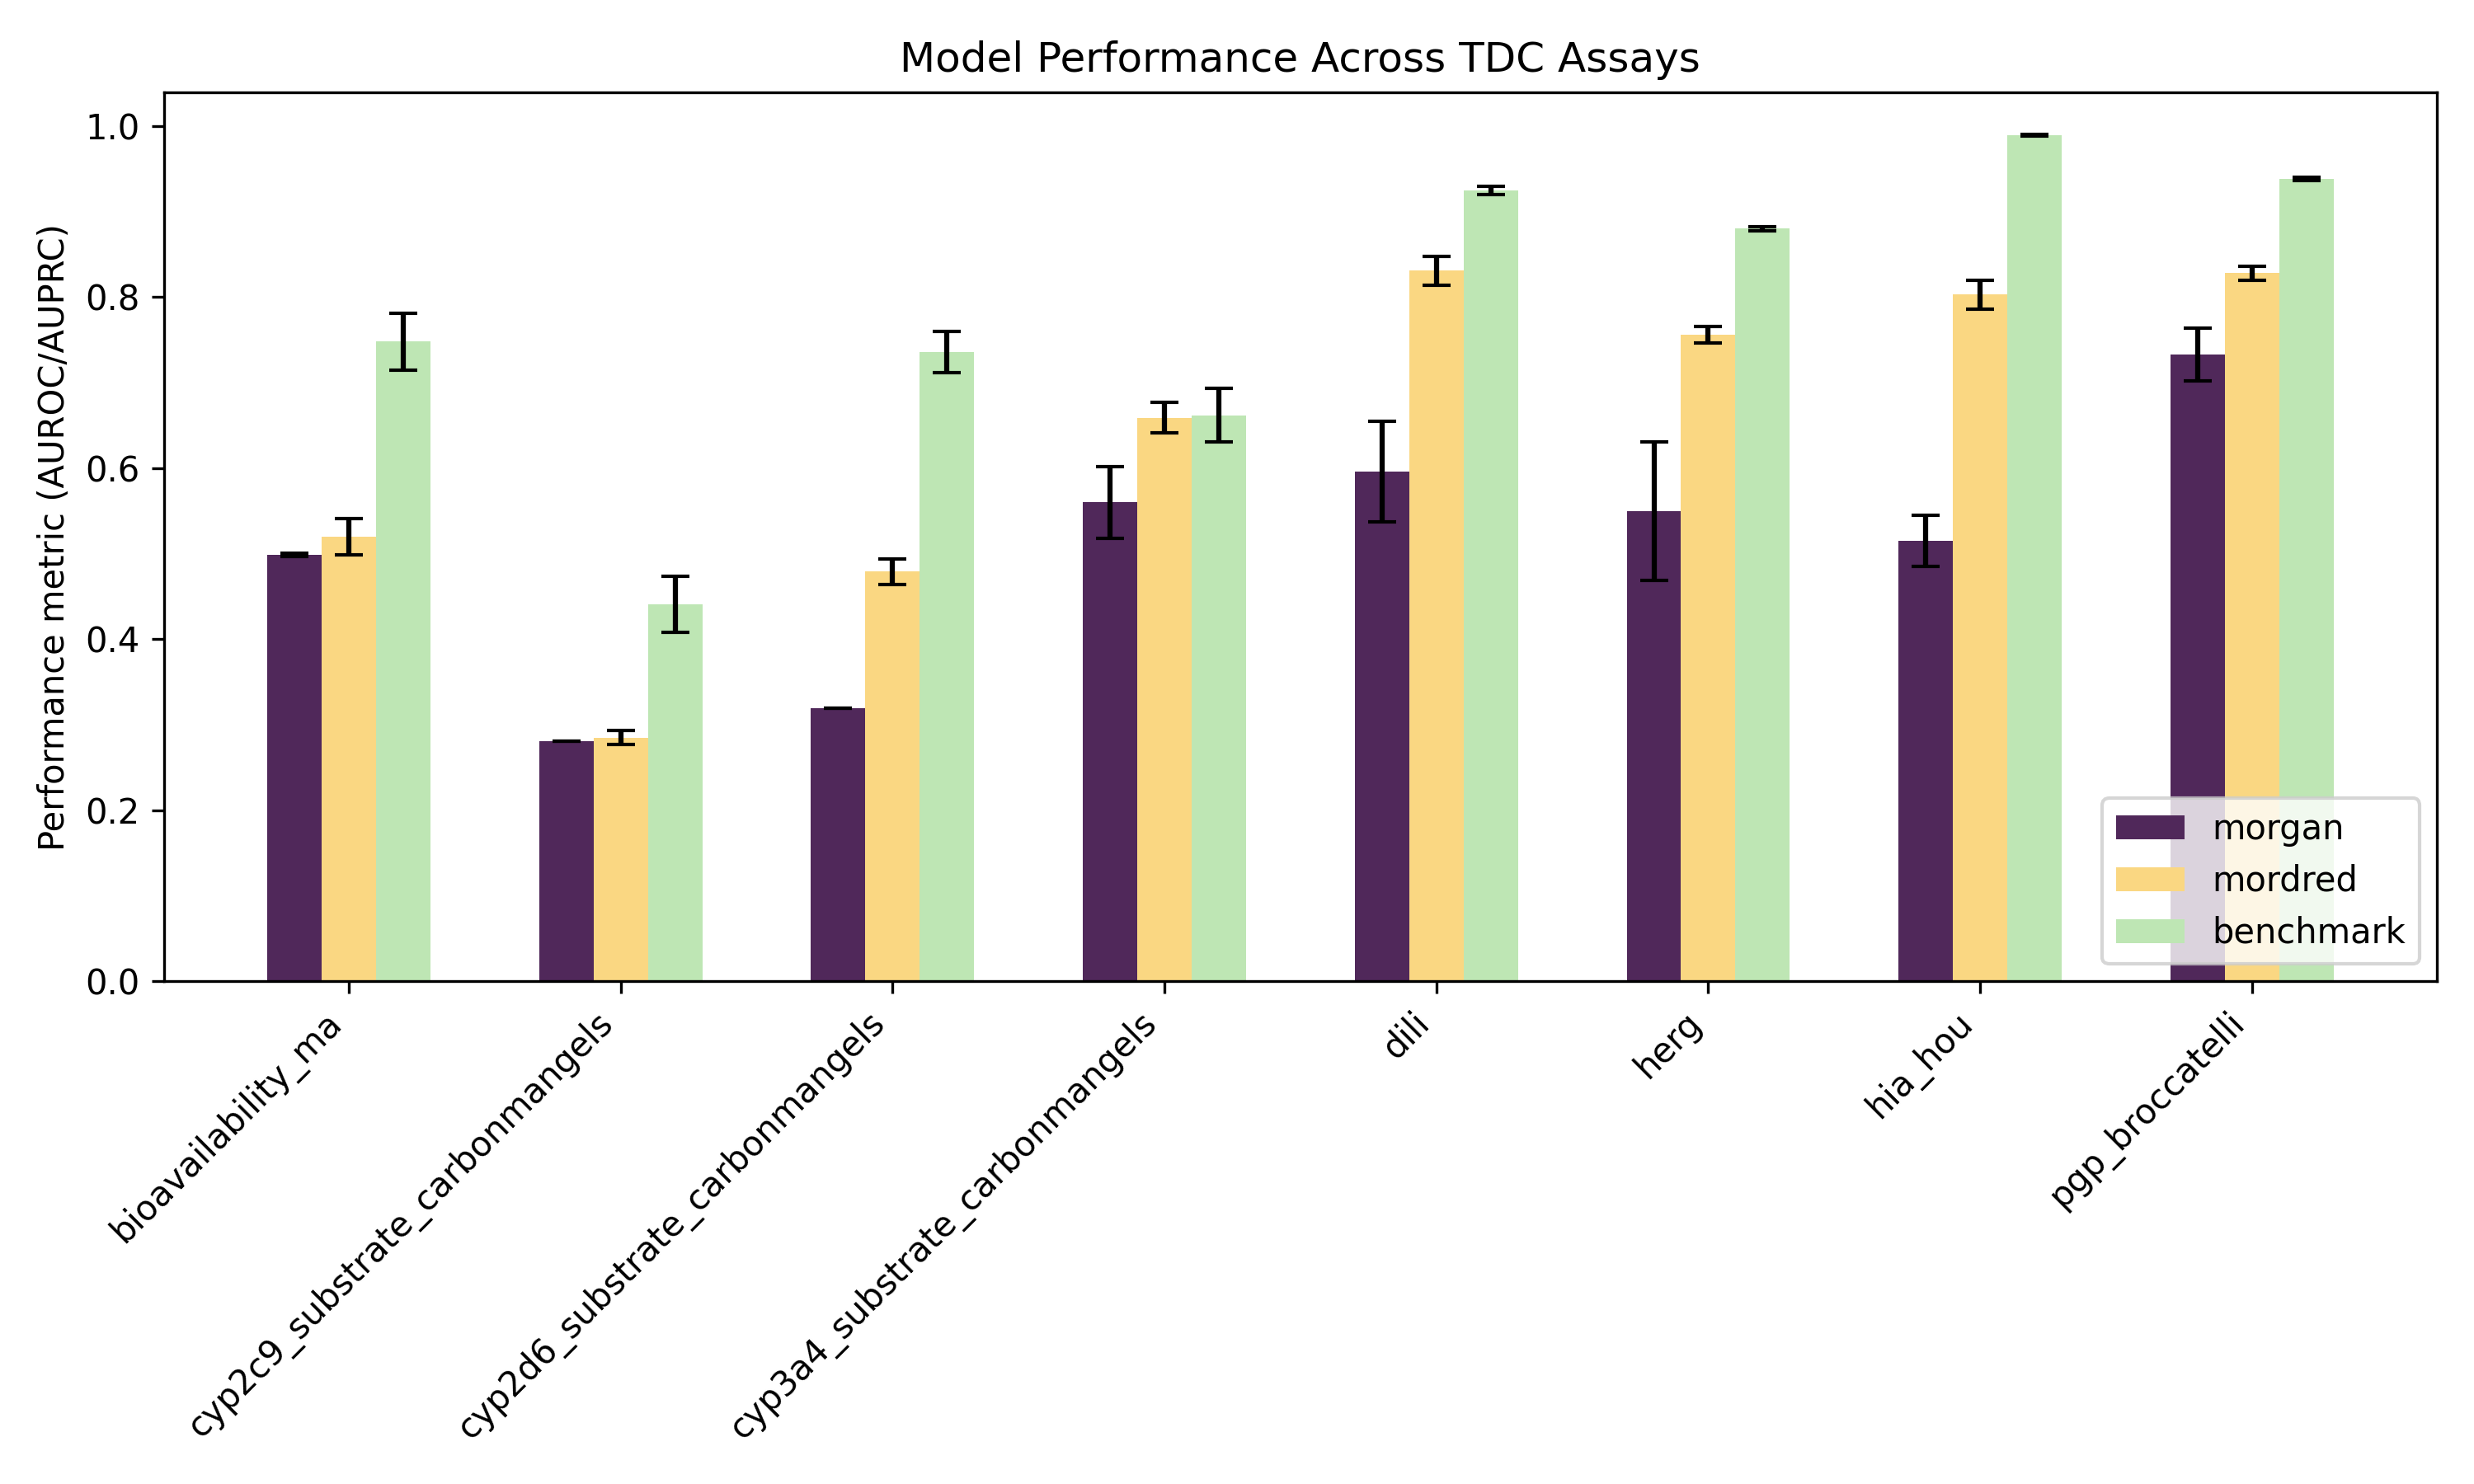 Model Performance Across TDC Assays
Performance metric (AUROC/AUPRC)
1.0
0.8
0.6
0.4
0.2
0.0
morgan
mordred
benchmark
bioavailability_ma
cyp2c9_substrate_carbonmangels
cyp2d6_substrate_carbonmangels
cyp3a4_substrate_carbonmangels
dili
herg
hia_hou
pgp_broccatelli